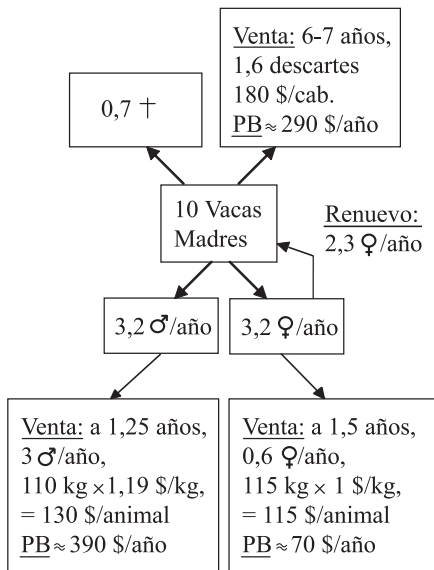 Venta: 6-7 años,
1,6 descartes
180 $/cab.
PB ≈ 290 $/año
0,7 †
10 Vacas
Madres
Renuevo:
2,3 ♀/año
3,2 ♂/año
3,2 ♀/año
Venta: a 1,25 años,
3 ♂/año,
110 kg × 1,19 $/kg,
= 130 $/animal
PB ≈ 390 $/año
Venta: a 1,5 años,
0,6 ♀/año,
115 kg × 1 $/kg,
= 115 $/animal
PB ≈ 70 $/año